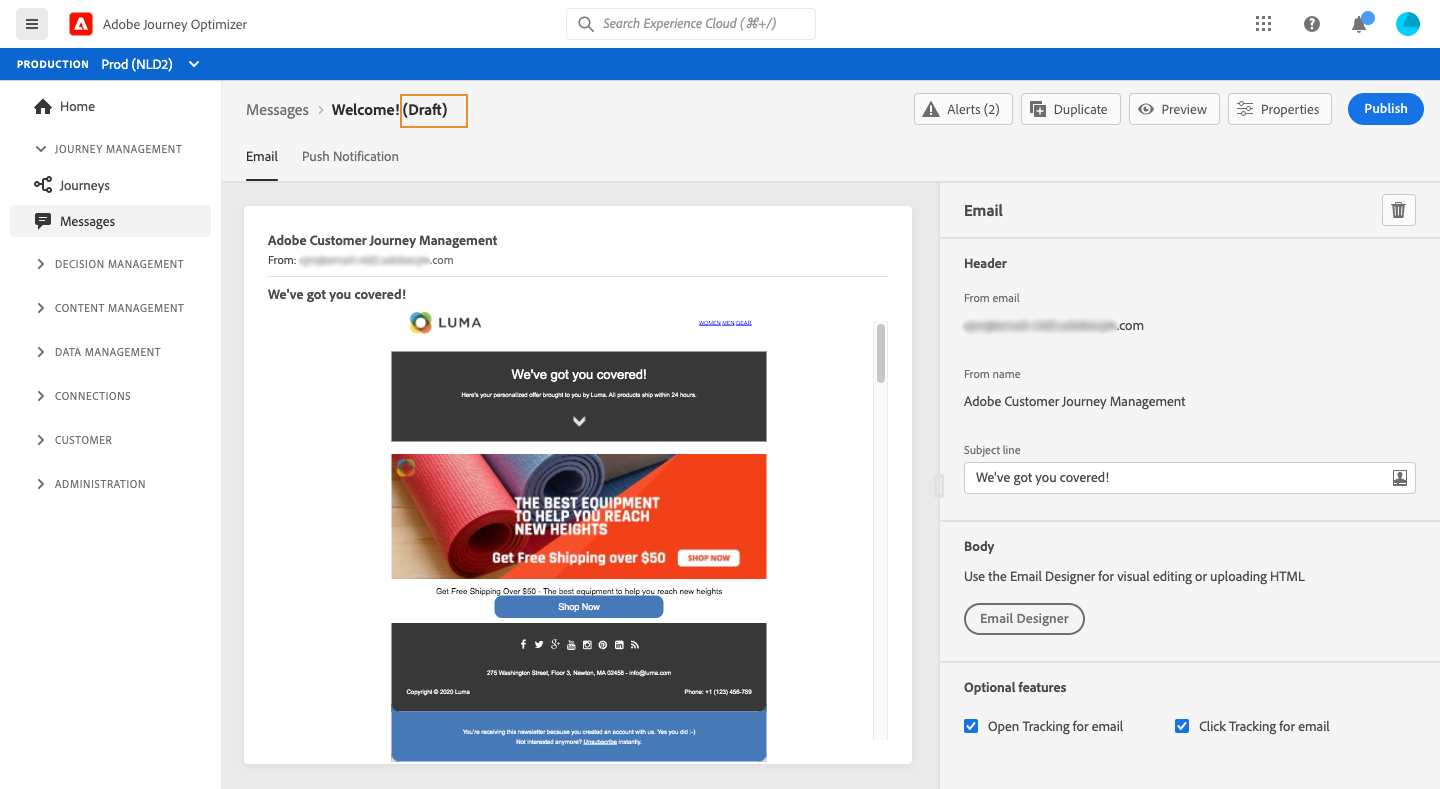 Adobe Journey Optimizer
Search Experience Cloud (⌘+/)
PRODUCTION Prod (NLD2)
Home
JOURNEY MANAGEMENT
Journeys
Messages
DECISION MANAGEMENT
CONTENT MANAGEMENT
DATA MANAGEMENT
CONNECTIONS
CUSTOMER
ADMINISTRATION
Messages > Welcome! (Draft)
Alerts (2)
Duplicate
Preview
Properties
Publish
Email
Push Notification
Adobe Customer Journey Management
From: .com
We've got you covered!
LUMA
WOMEN MEN GEAR
We've got you covered!
Here's your personalized offer brought to you by Luma. All products ship within 24 hours.
THE BEST EQUIPMENT
TO HELP YOU REACH
NEW HEIGHTS
Get Free Shipping over $50
SHOP NOW
Get Free Shipping Over $50 - The best equipment to help you reach new heights
Shop Now
275 Washington Street, Floor 3, Newton, MA 02458 - info@luma.com
Copyright © 2020 Luma
Phone: +1 (123) 456-789
You're receiving this newsletter because you created an account with us. Yes you did :-)
Not interested anymore? Unsubscribe instantly.
Email
Header
From email
.com
From name
Adobe Customer Journey Management
Subject line
We've got you covered!
Body
Use the Email Designer for visual editing or uploading HTML
Email Designer
Optional features
Open Tracking for email
Click Tracking for email